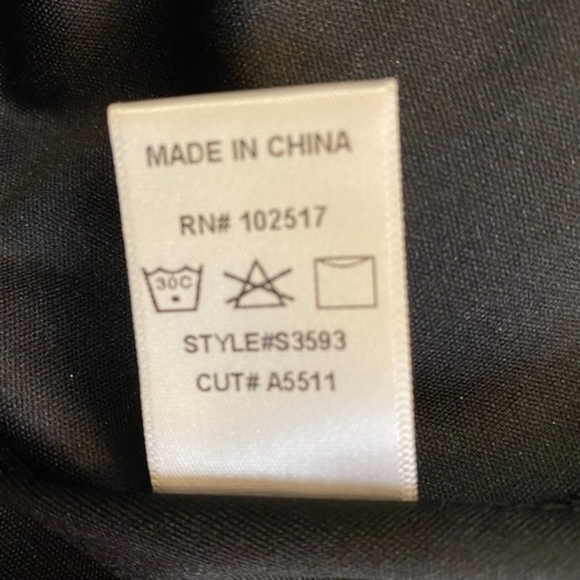 MADE IN CHINA
RN# 102517
30C
STYLE#S3593
CUT# A5511